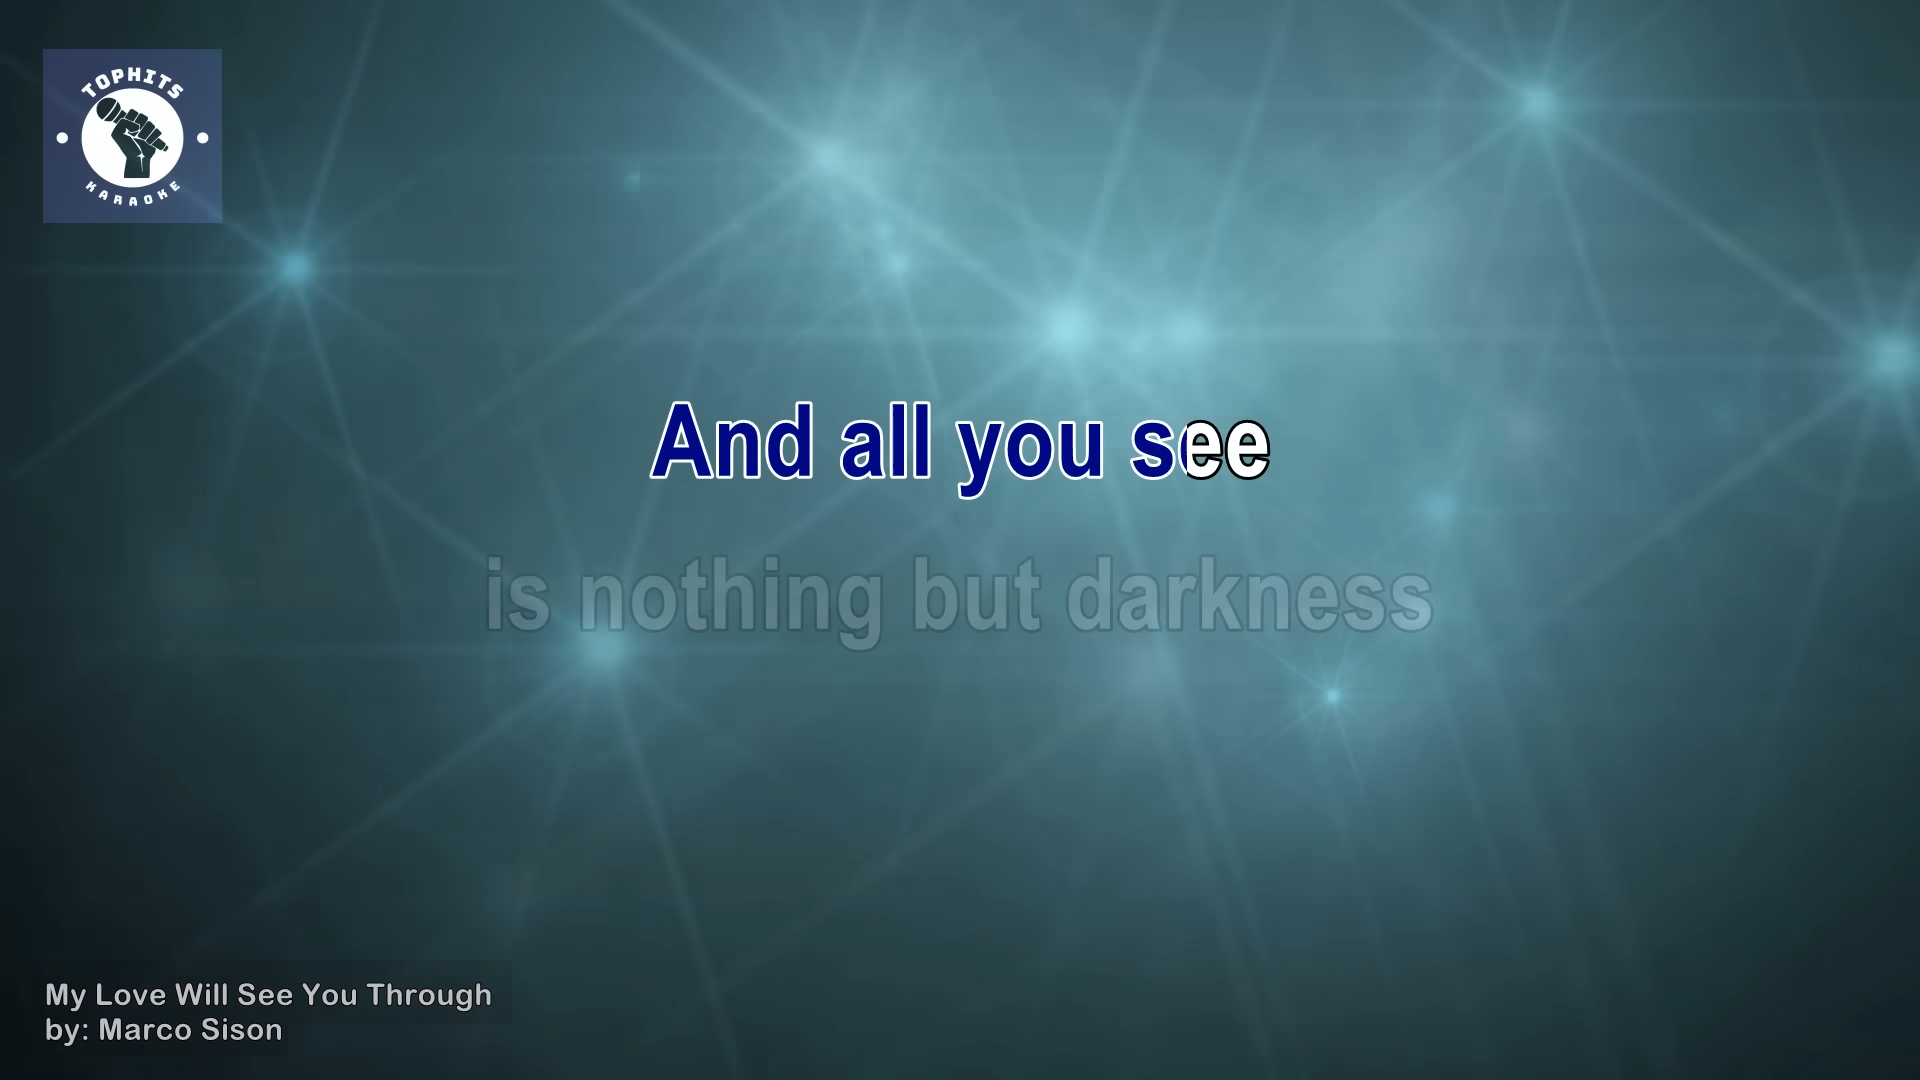 TOPHITS
KARAOKE
And all you see
is nothing but darkness
My Love Will See You Through
by: Marco Sison